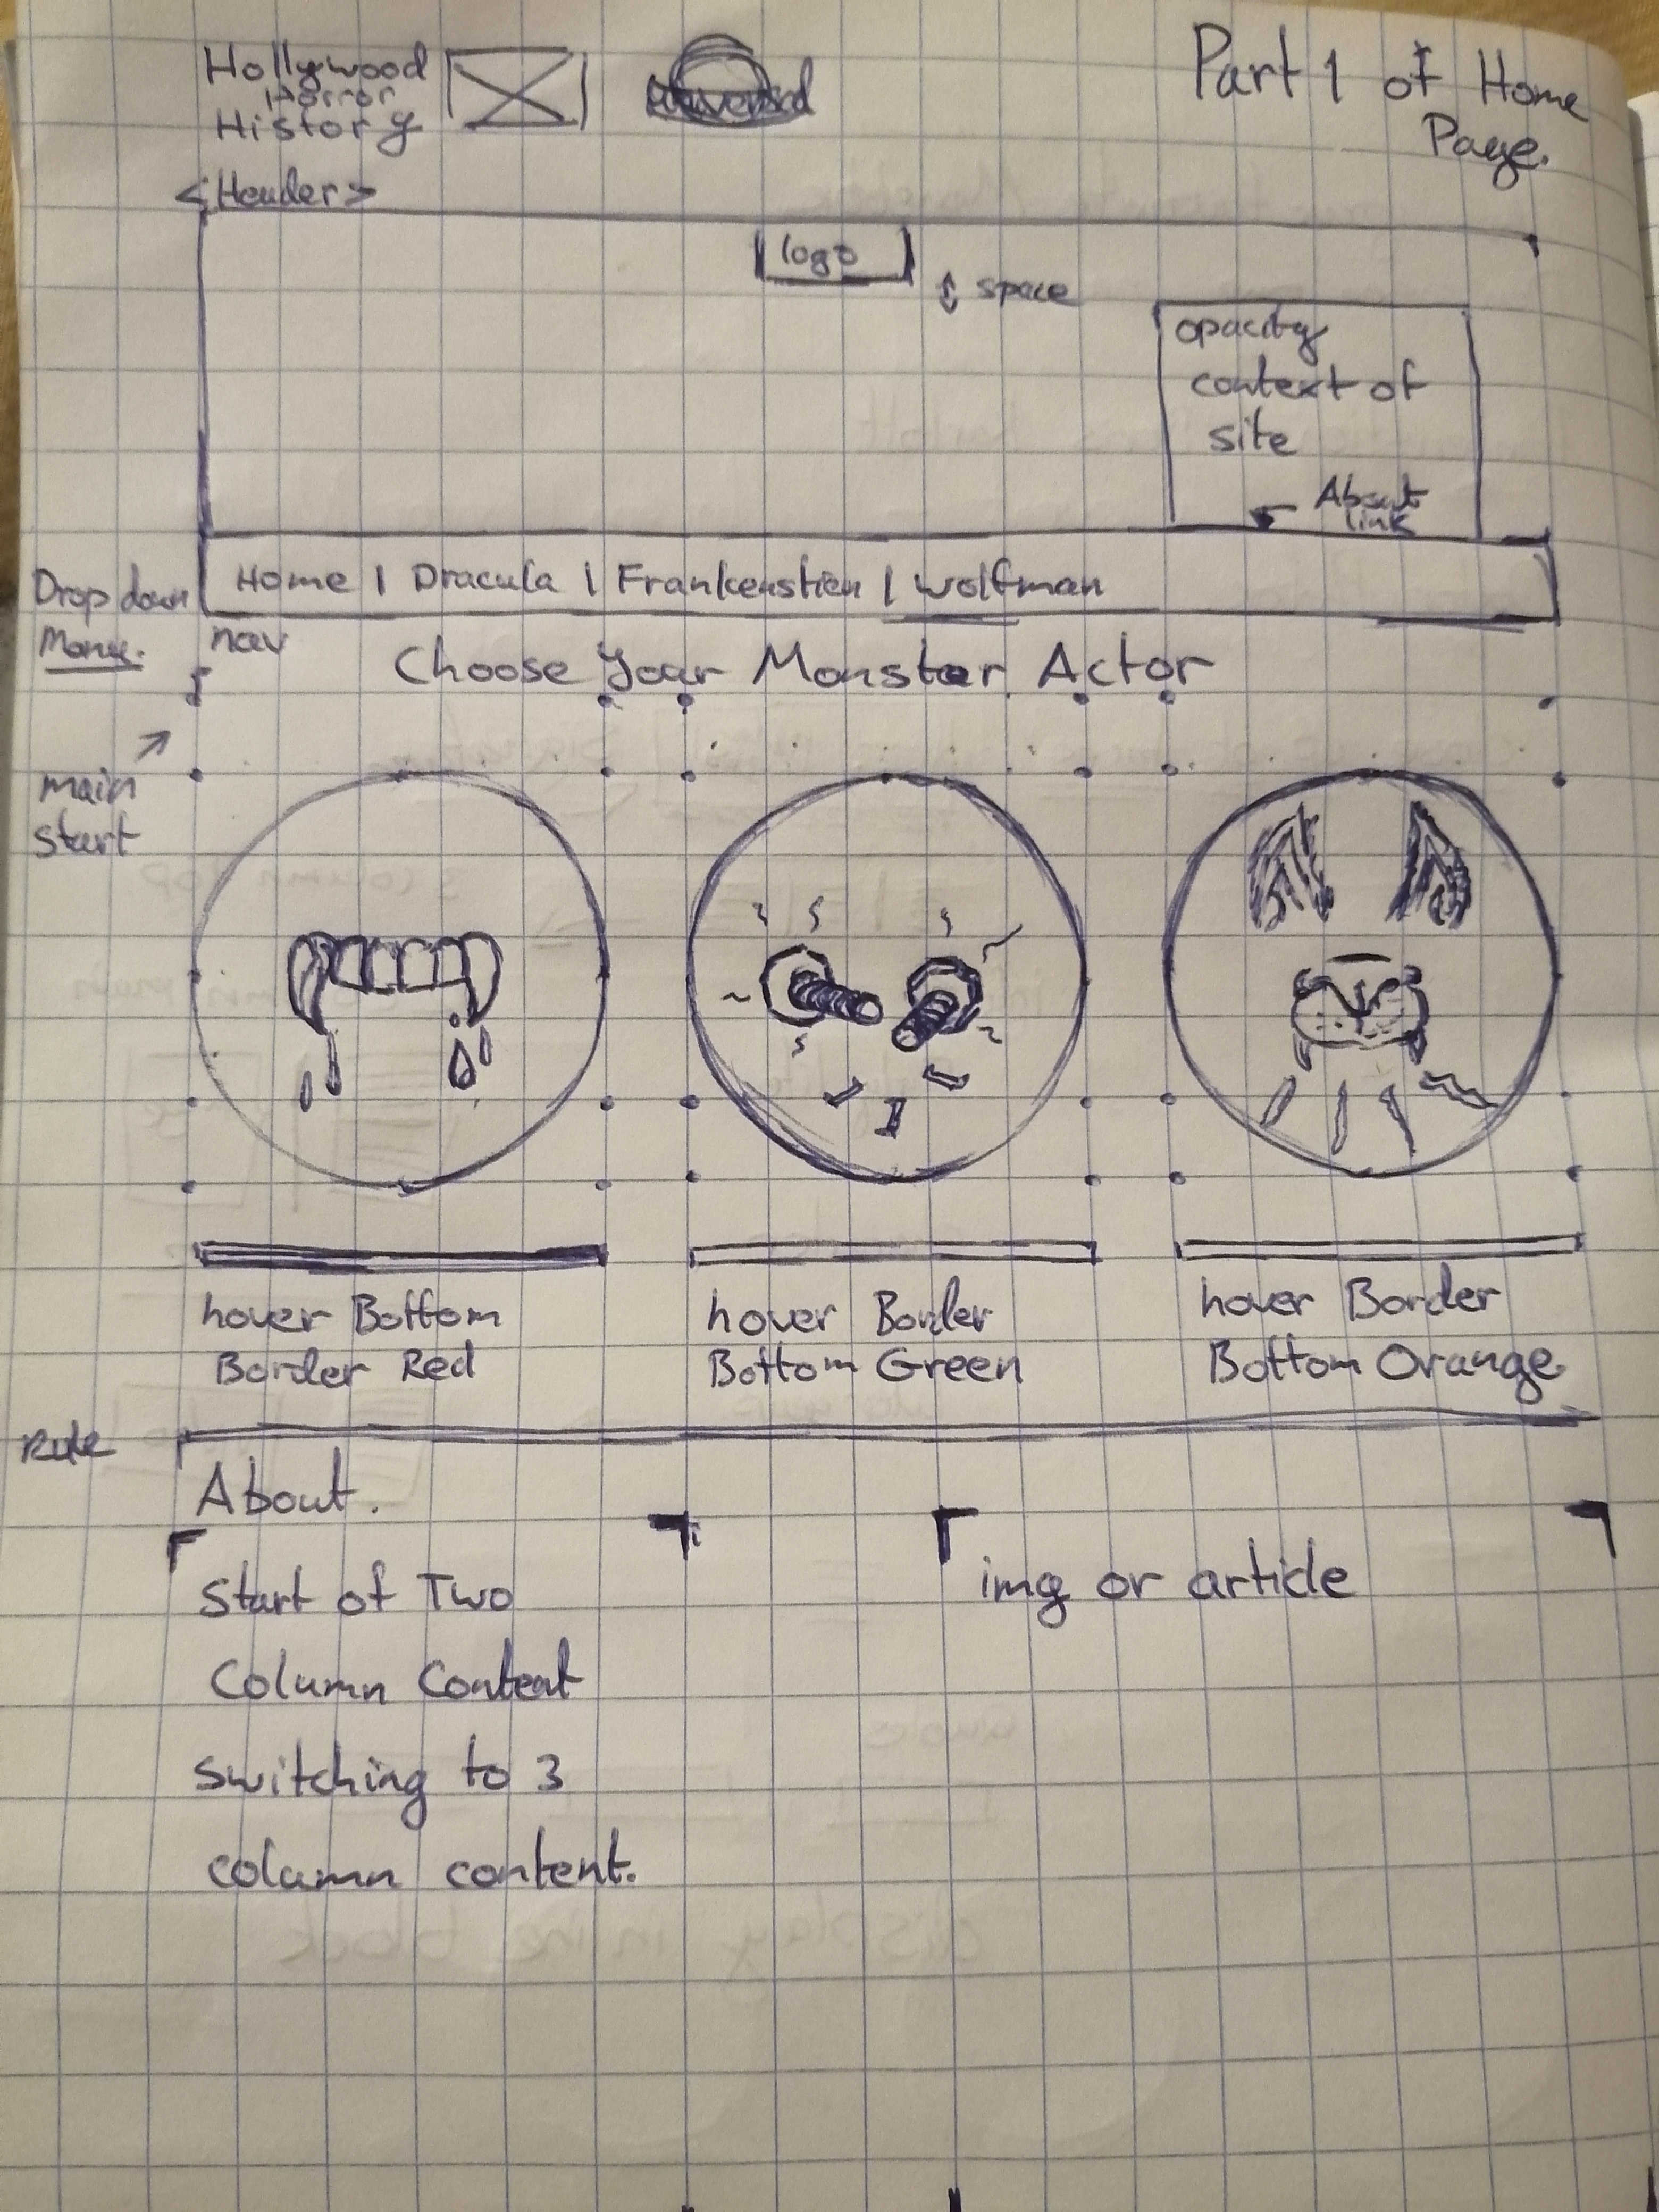 Hollywood
Horror
History
Part 1 of Home
Page.
<Header>
logo
space
opacity
context of
site
About
link
Drop down
Menu.
Home | Dracula | Frankenstien | Wolfman
nav
Choose Your Monster Actor
main
start
hover Bottom
Border Red
hover Border
Bottom Green
hover Border
Bottom Orange
Rule
About.
Start of Two
Column Content
switching to 3
column content.
img or article